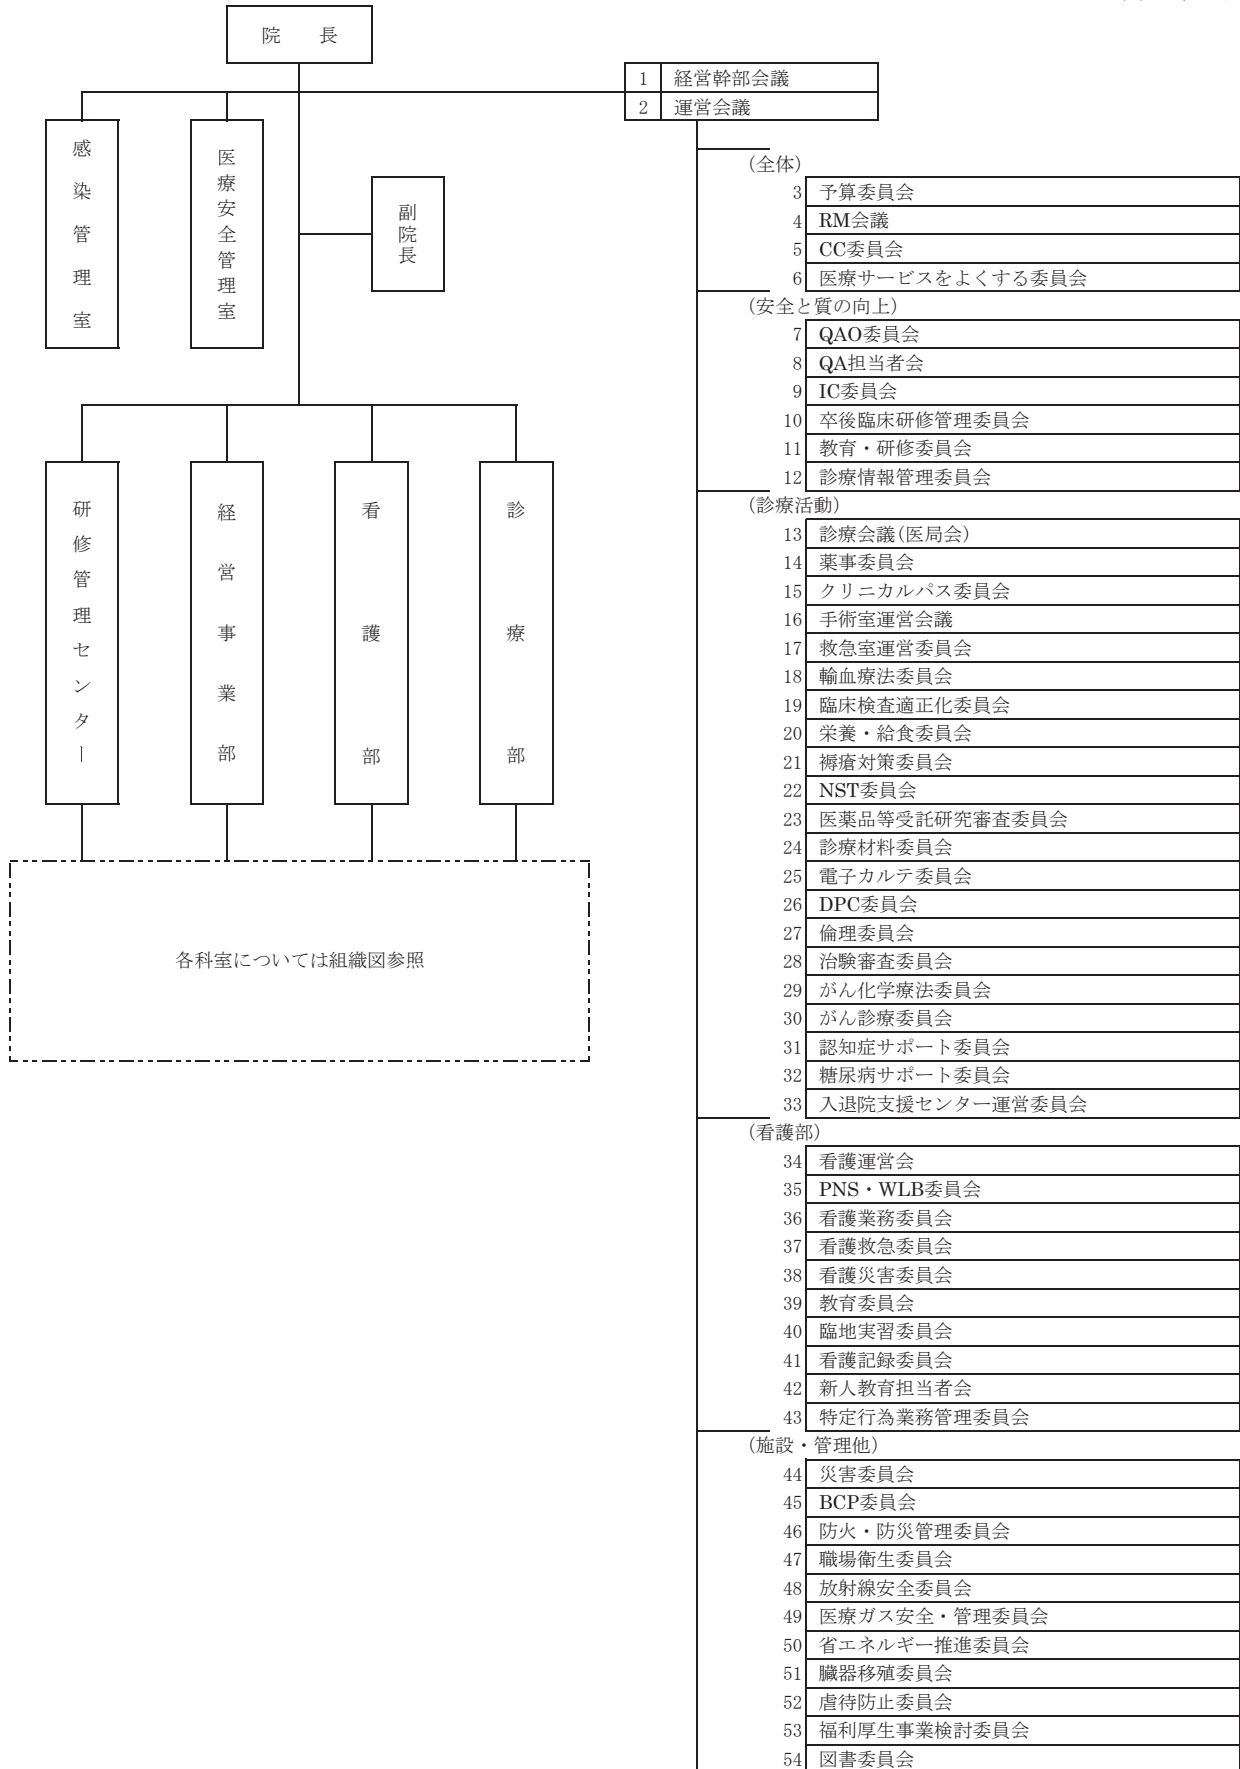 院長
1 経営幹部会議
2 運営会議
感染管理室
医療安全管理室
副院長
研修管理センター
経営事業部
看護部
診療部
各科室については組織図参照
(全体)
3 予算委員会
4 RM会議
5 CC委員会
6 医療サービスをよくする委員会
(安全と質の向上)
7 QAO委員会
8 QA担当者会
9 IC委員会
10 卒後臨床研修管理委員会
11 教育・研修委員会
12 診療情報管理委員会
(診療活動)
13 診療会議(医局会)
14 薬事委員会
15 クリニカルパス委員会
16 手術室運営会議
17 救急室運営委員会
18 輸血療法委員会
19 臨床検査適正化委員会
20 栄養・給食委員会
21 褥瘡対策委員会
22 NST委員会
23 医薬品等受託研究審査委員会
24 診療材料委員会
25 電子カルテ委員会
26 DPC委員会
27 倫理委員会
28 治験審査委員会
29 がん化学療法委員会
30 がん診療委員会
31 認知症サポート委員会
32 糖尿病サポート委員会
33 入退院支援センター運営委員会
(看護部)
34 看護運営会
35 PNS・WLB委員会
36 看護業務委員会
37 看護救急委員会
38 看護災害委員会
39 教育委員会
40 臨地実習委員会
41 看護記録委員会
42 新人教育担当者会
43 特定行為業務管理委員会
(施設・管理他)
44 災害委員会
45 BCP委員会
46 防火・防災管理委員会
47 職場衛生委員会
48 放射線安全委員会
49 医療ガス安全・管理委員会
50 省エネルギー推進委員会
51 臓器移殖委員会
52 虐待防止委員会
53 福利厚生事業検討委員会
54 図書委員会